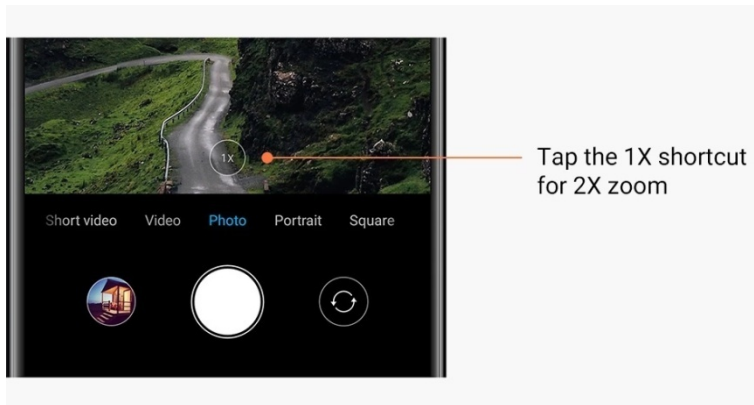 1X
Tap the 1X shortcut
for 2X zoom
Short video Video Photo Portrait Square